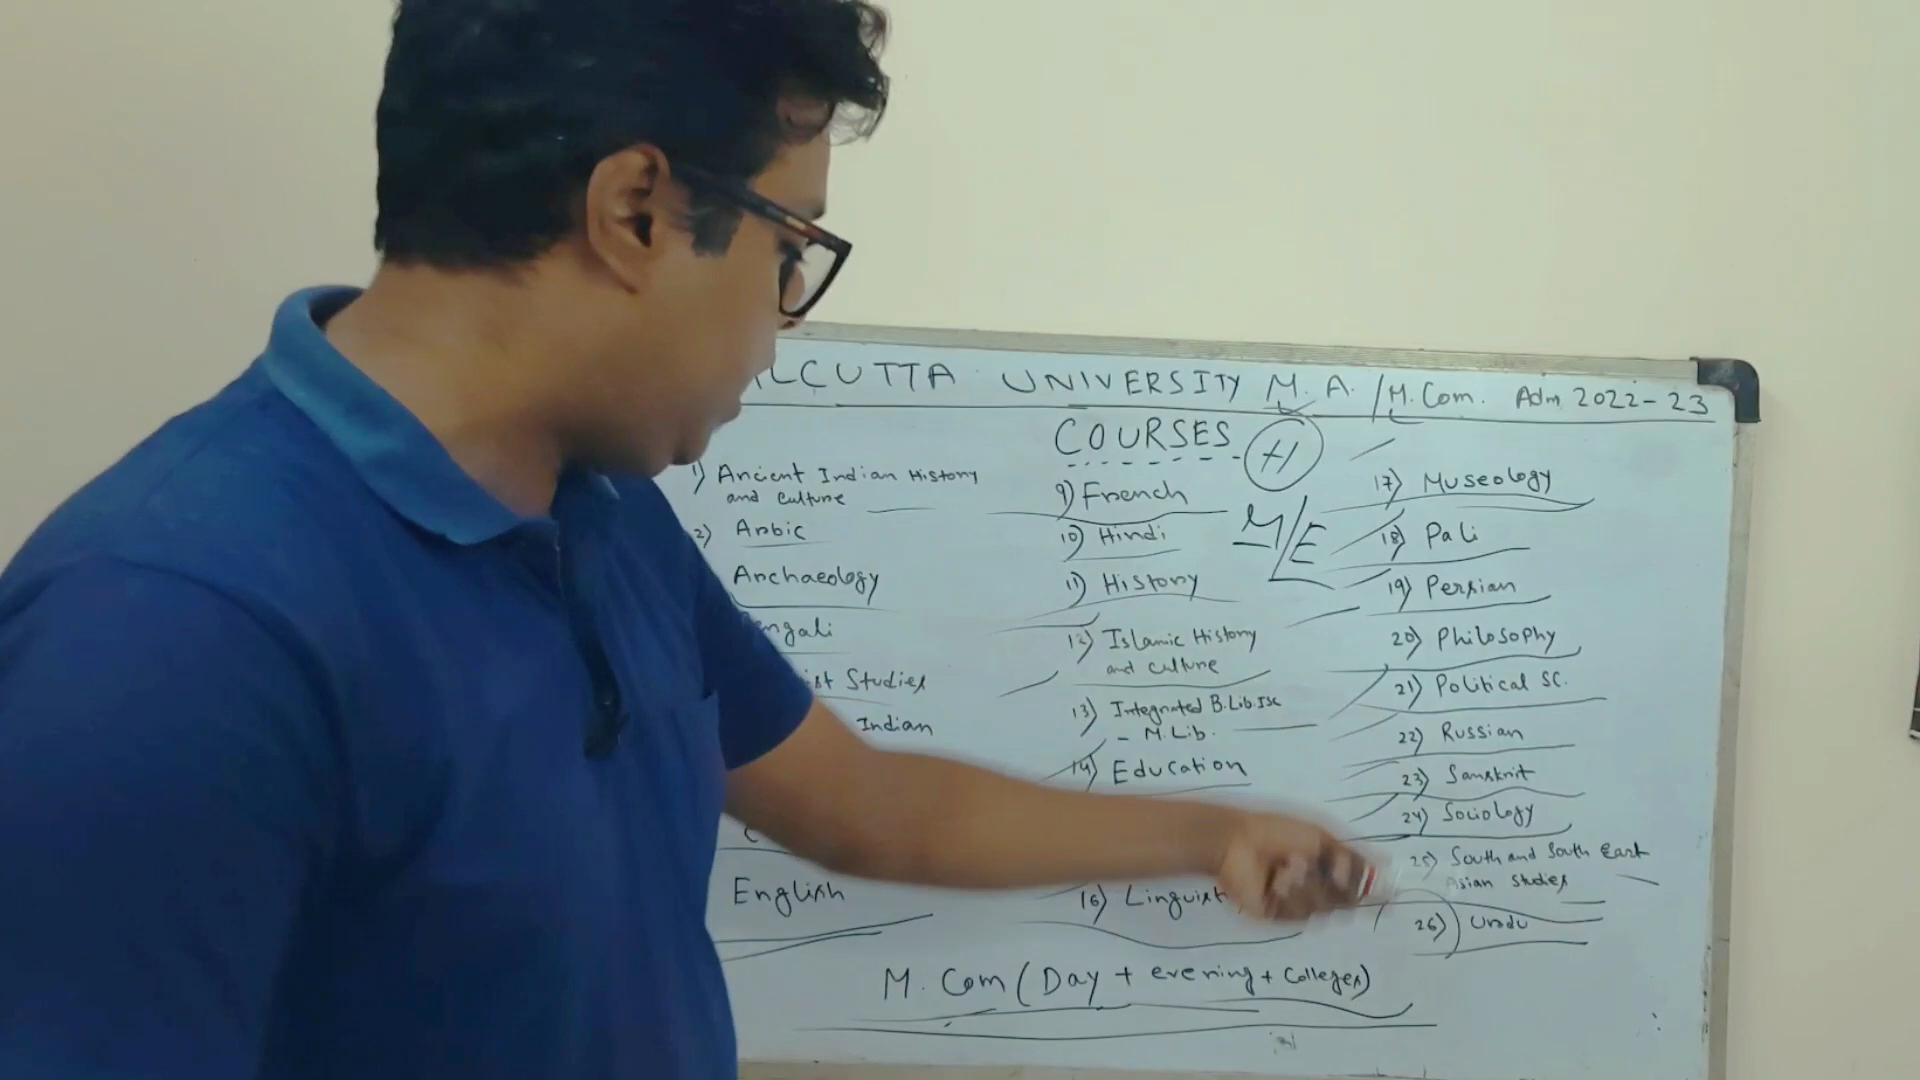 ALCUTTA UNIVERSITY M.A. /M.Com. Adm 2022-23
COURSES
H
M/E
1) Ancient Indian History
and culture
2) Arbic
Archaeology
engali
ist Studies
Indian
English
9) French
10) Hindi
11) History
12) Islamic History
and culture
13) Integrated B.Lib.Isc
- M.Lib.
14) Education
16) Linguist
17) Museology
18) Pali
19) Persian
20) Philosophy
21) Political SC.
22) Russian
23) Sanskrit
24) Sociology
25) South and South East
Asian Studies
26) Urdu
M. Com (Day + evening + Colleges)